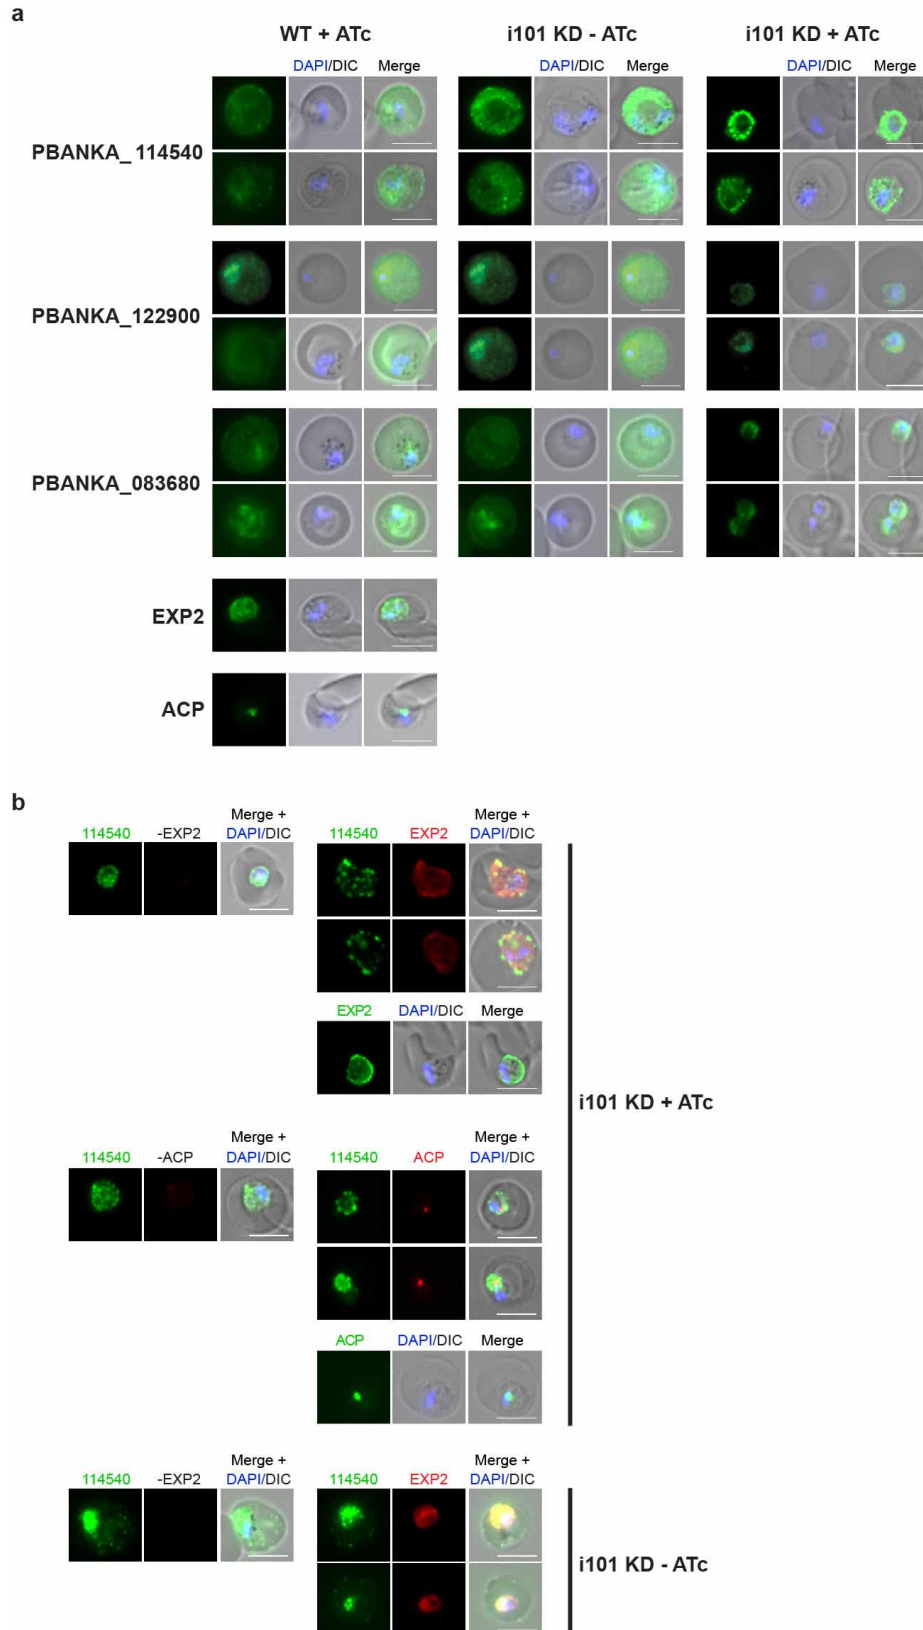 a
WT + ATc
i101 KD - ATc
i101 KD + ATc
DAPI/DIC Merge
DAPI/DIC Merge
DAPI/DIC Merge
PBANKA_114540
PBANKA_122900
PBANKA_083680
EXP2
ACP
b
114540 -EXP2 Merge +
DAPI/DIC
114540 EXP2 Merge +
DAPI/DIC
EXP2 DAPI/DIC Merge
i101 KD + ATc
114540 -ACP Merge +
DAPI/DIC
114540 ACP Merge +
DAPI/DIC
ACP DAPI/DIC Merge
114540 -EXP2 Merge +
DAPI/DIC
114540 EXP2 Merge +
DAPI/DIC
i101 KD - ATc